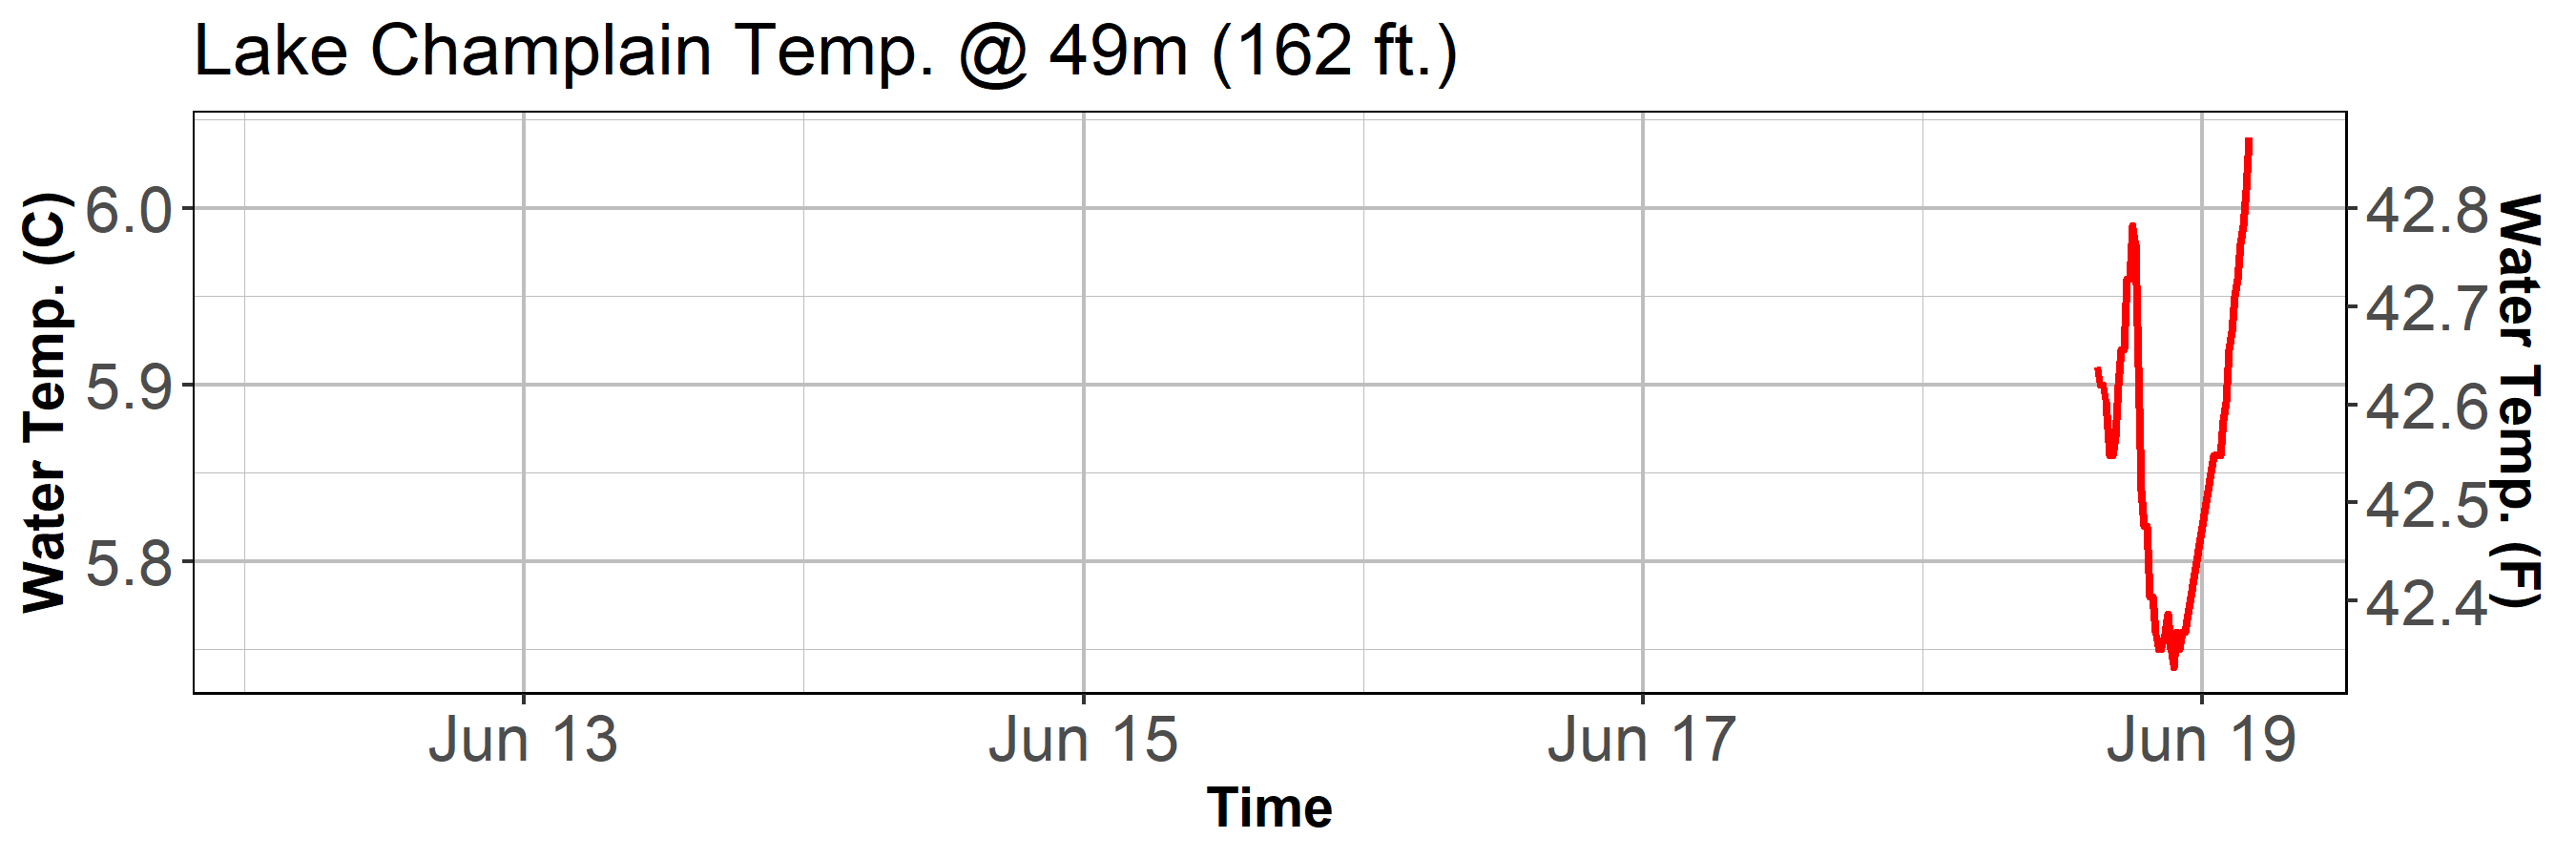 Lake Champlain Temp. @ 49m (162 ft.)
Water Temp. (C)
6.0
5.9
5.8
42.8
42.7
42.6
42.5
42.4
Water Temp. (F)
Jun 13 Jun 15 Jun 17 Jun 19
Time